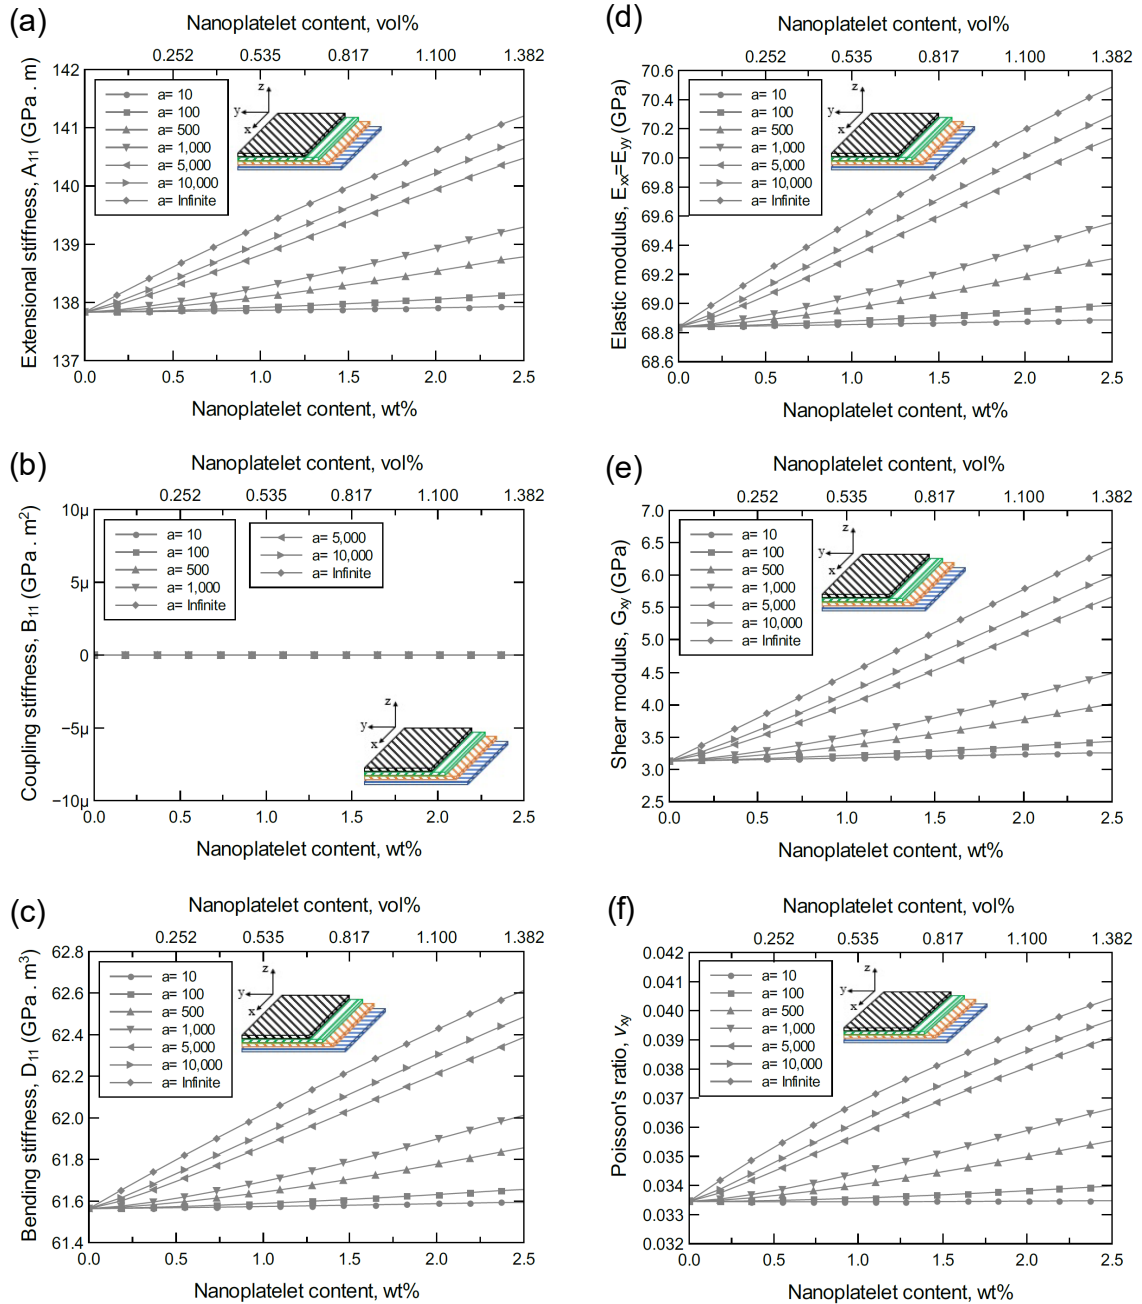 (a)
Nanoplatelet content, vol%
0.252 0.535 0.817 1.100 1.382
Extensional stiffness, A11 (GPa . m)
142
141
140
139
138
137
a= 10
a= 100
a= 500
a= 1,000
a= 5,000
a= 10,000
a= Infinite
z
y
x
0.0 0.5 1.0 1.5 2.0 2.5
Nanoplatelet content, wt%
(d)
Nanoplatelet content, vol%
0.252 0.535 0.817 1.100 1.382
Elastic modulus, Exx=Eyy (GPa)
70.6
70.4
70.2
70.0
69.8
69.6
69.4
69.2
69.0
68.8
68.6
a= 10
a= 100
a= 500
a= 1,000
a= 5,000
a= 10,000
a= Infinite
z
y
x
0.0 0.5 1.0 1.5 2.0 2.5
Nanoplatelet content, wt%
(b)
Nanoplatelet content, vol%
0.252 0.535 0.817 1.100 1.382
Coupling stiffness, B11 (GPa . m²)
10µ
5µ
0
−5µ
−10µ
a= 10
a= 100
a= 500
a= 1,000
a= Infinite
a= 5,000
a= 10,000
a= Infinite
z
y
x
0.0 0.5 1.0 1.5 2.0 2.5
Nanoplatelet content, wt%
(e)
Nanoplatelet content, vol%
0.252 0.535 0.817 1.100 1.382
Shear modulus, Gxy (GPa)
7.0
6.5
6.0
5.5
5.0
4.5
4.0
3.5
3.0
2.5
a= 10
a= 100
a= 500
a= 1,000
a= 5,000
a= 10,000
a= Infinite
z
y
x
0.0 0.5 1.0 1.5 2.0 2.5
Nanoplatelet content, wt%
(c)
Nanoplatelet content, vol%
0.252 0.535 0.817 1.100 1.382
Bending stiffness, D11 (GPa . m³)
62.8
62.6
62.4
62.2
62.0
61.8
61.6
61.4
a= 10
a= 100
a= 500
a= 1,000
a= 5,000
a= 10,000
a= Infinite
z
y
x
0.0 0.5 1.0 1.5 2.0 2.5
Nanoplatelet content, wt%
(f)
Nanoplatelet content, vol%
0.252 0.535 0.817 1.100 1.382
Poisson's ratio, νxy
0.042
0.041
0.040
0.039
0.038
0.037
0.036
0.035
0.034
0.033
0.032
a= 10
a= 100
a= 500
a= 1,000
a= 5,000
a= 10,000
a= Infinite
z
y
x
0.0 0.5 1.0 1.5 2.0 2.5
Nanoplatelet content, wt%